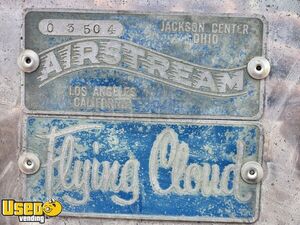 0 3 5 0 4
JACKSON CENTER
OHIO
AIRSTREAM
LOS ANGELES
CALIFORNIA
Flying Cloud
Used
vending